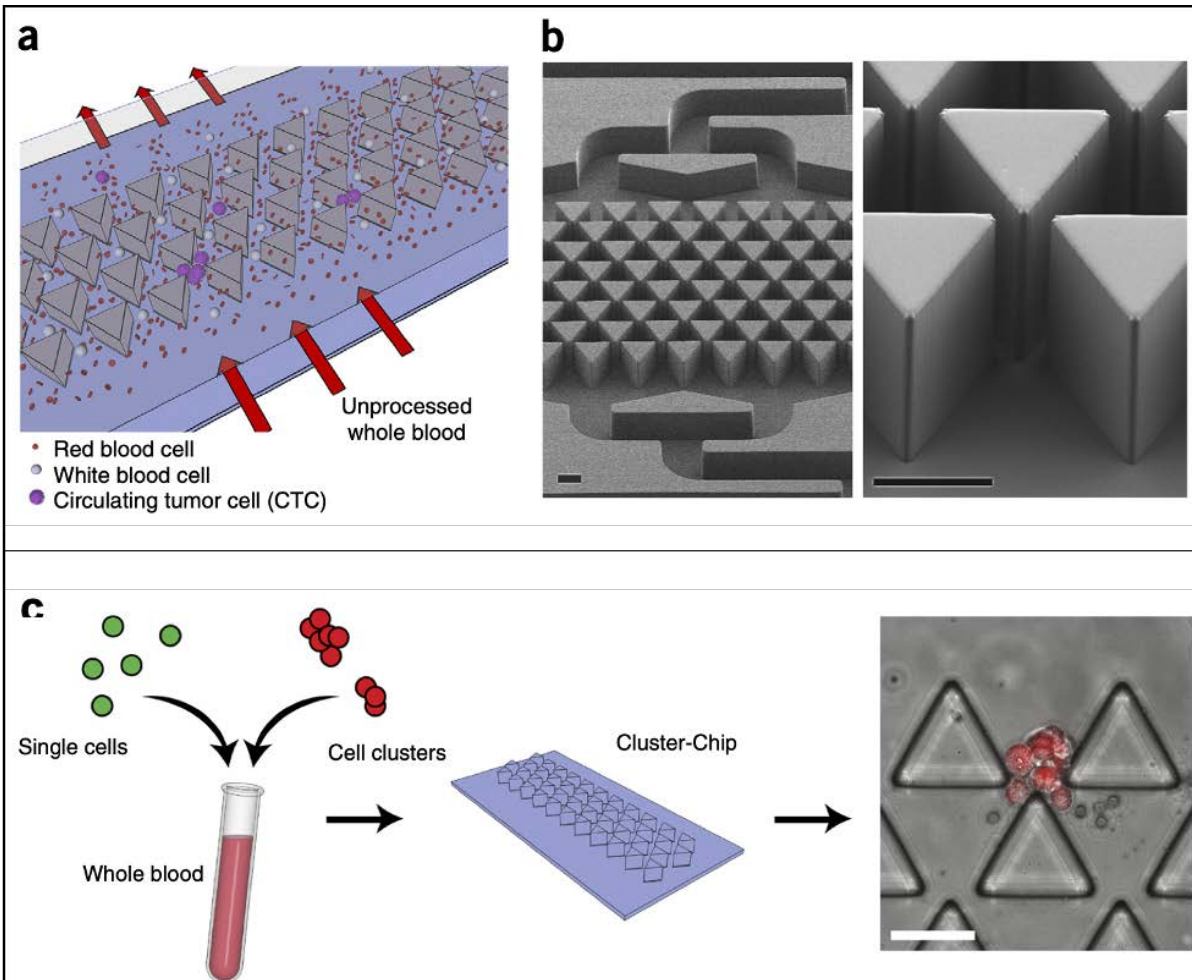 a
b
Unprocessed
whole blood
Red blood cell
White blood cell
Circulating tumor cell (CTC)
c
Single cells
Cell clusters
Cluster-Chip
Whole blood